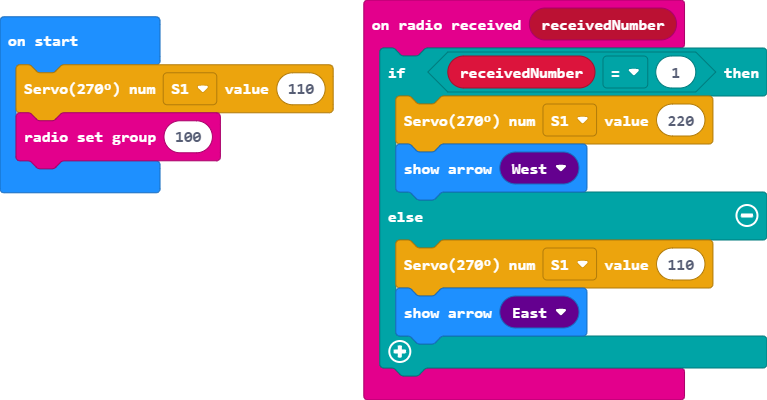 on start
Servo(270º) num S1 value 110
radio set group 100
on radio received receivedNumber
if receivedNumber = 1 then
Servo(270º) num S1 value 220
show arrow West
else
Servo(270º) num S1 value 110
show arrow East